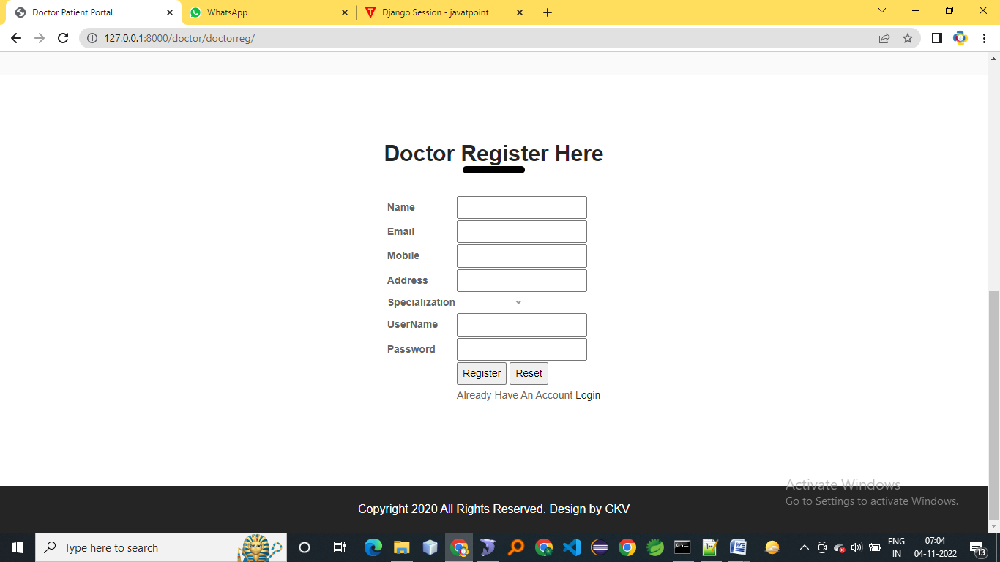 Doctor Patient Portal
WhatsApp
Django Session - javatpoint
127.0.0.1:8000/doctor/doctorreg/
Doctor Register Here
Name
Email
Mobile
Address
Specialization
UserName
Password
Register Reset
Already Have An Account Login
Activate Windows
Go to Settings to activate Windows.
Copyright 2020 All Rights Reserved. Design by GKV
Type here to search
ENG
IN
07:04
04-11-2022
13